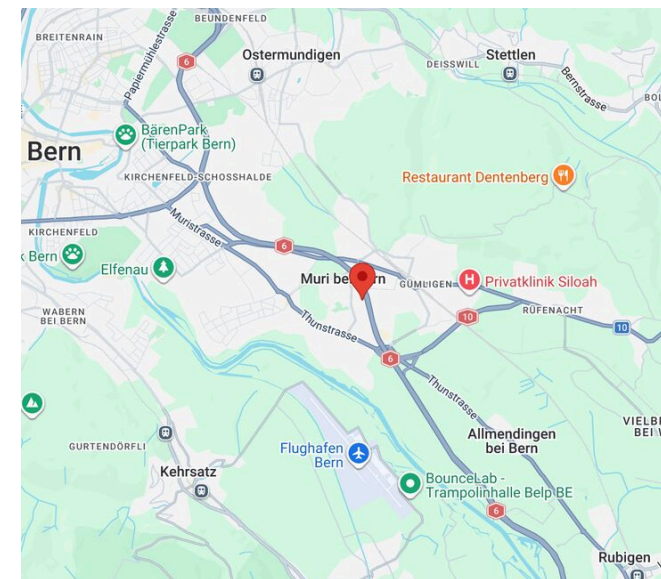 BEUNDENFELD
BREITENRAIN
Papiermühlestrasse
6
Ostermundigen
Stettlen
DEISSWILL
Bernstrasse
BärenPark
(Tierpark Bern)
Bern
KIRCHENFELD-SCHOSSHALDE
Restaurant Dentenberg
Muristrasse
KIRCHENFELD
k Bern
Elfenau
6
Muri be
rn
GÜMLIGEN
H
Privatklinik Siloah
RÜFENACHT
WABERN
BEI BERN
Thunstrasse
10
10
6
Thunstrasse
VIELB
BEI
GURTENDÖRFLI
Flughafen
Bern
Allmendingen
bei Bern
Kehrsatz
BounceLab -
Trampolinhalle Belp BE
6
Rubigen